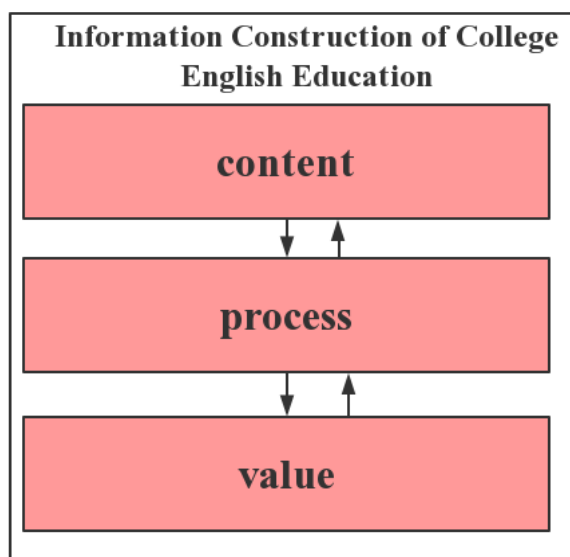 Information Construction of College
English Education
content
process
value